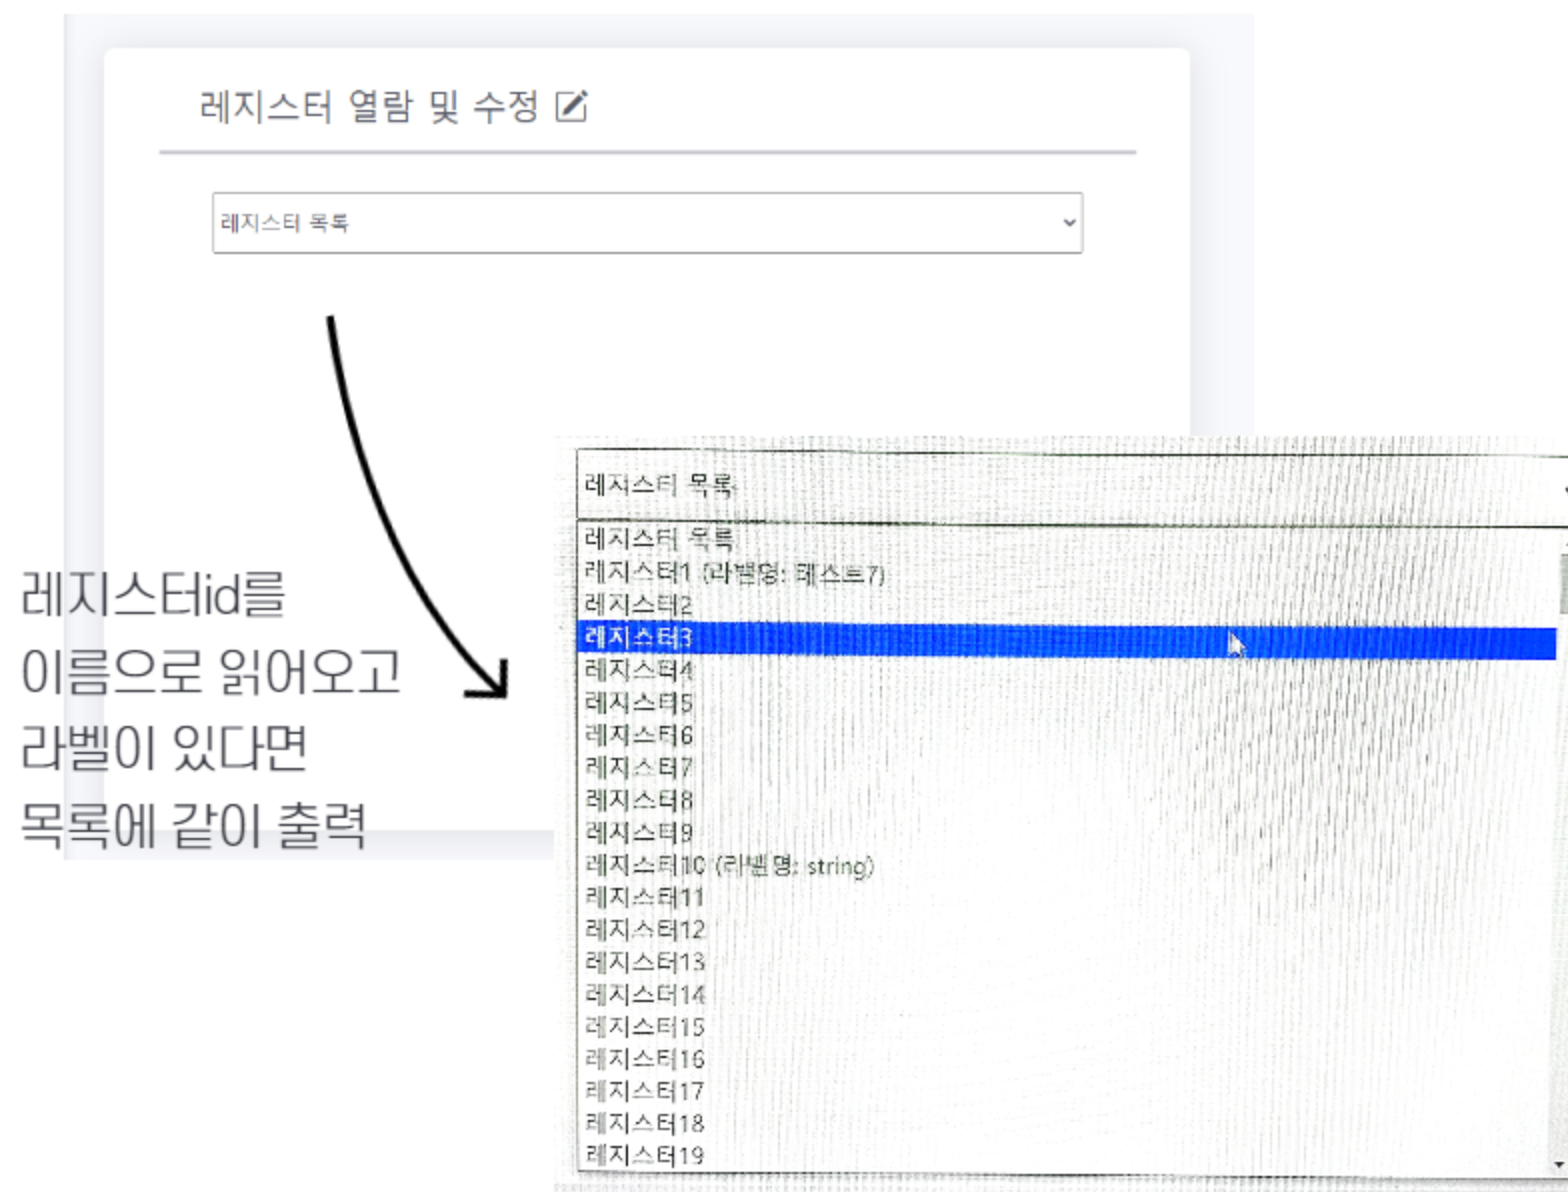 레지스터 열람 및 수정
레지스터 목록
레지스터id를
이름으로 읽어오고
라벨이 있다면
목록에 같이 출력
레지스터 목록
레지스터 목록
레지스터1 (라벨명: 테스트7)
레지스터2
레지스터3
레지스터4
레지스터5
레지스터6
레지스터7
레지스터8
레지스터9
레지스터10 (라벨명: string)
레지스터11
레지스터12
레지스터13
레지스터14
레지스터15
레지스터16
레지스터17
레지스터18
레지스터19